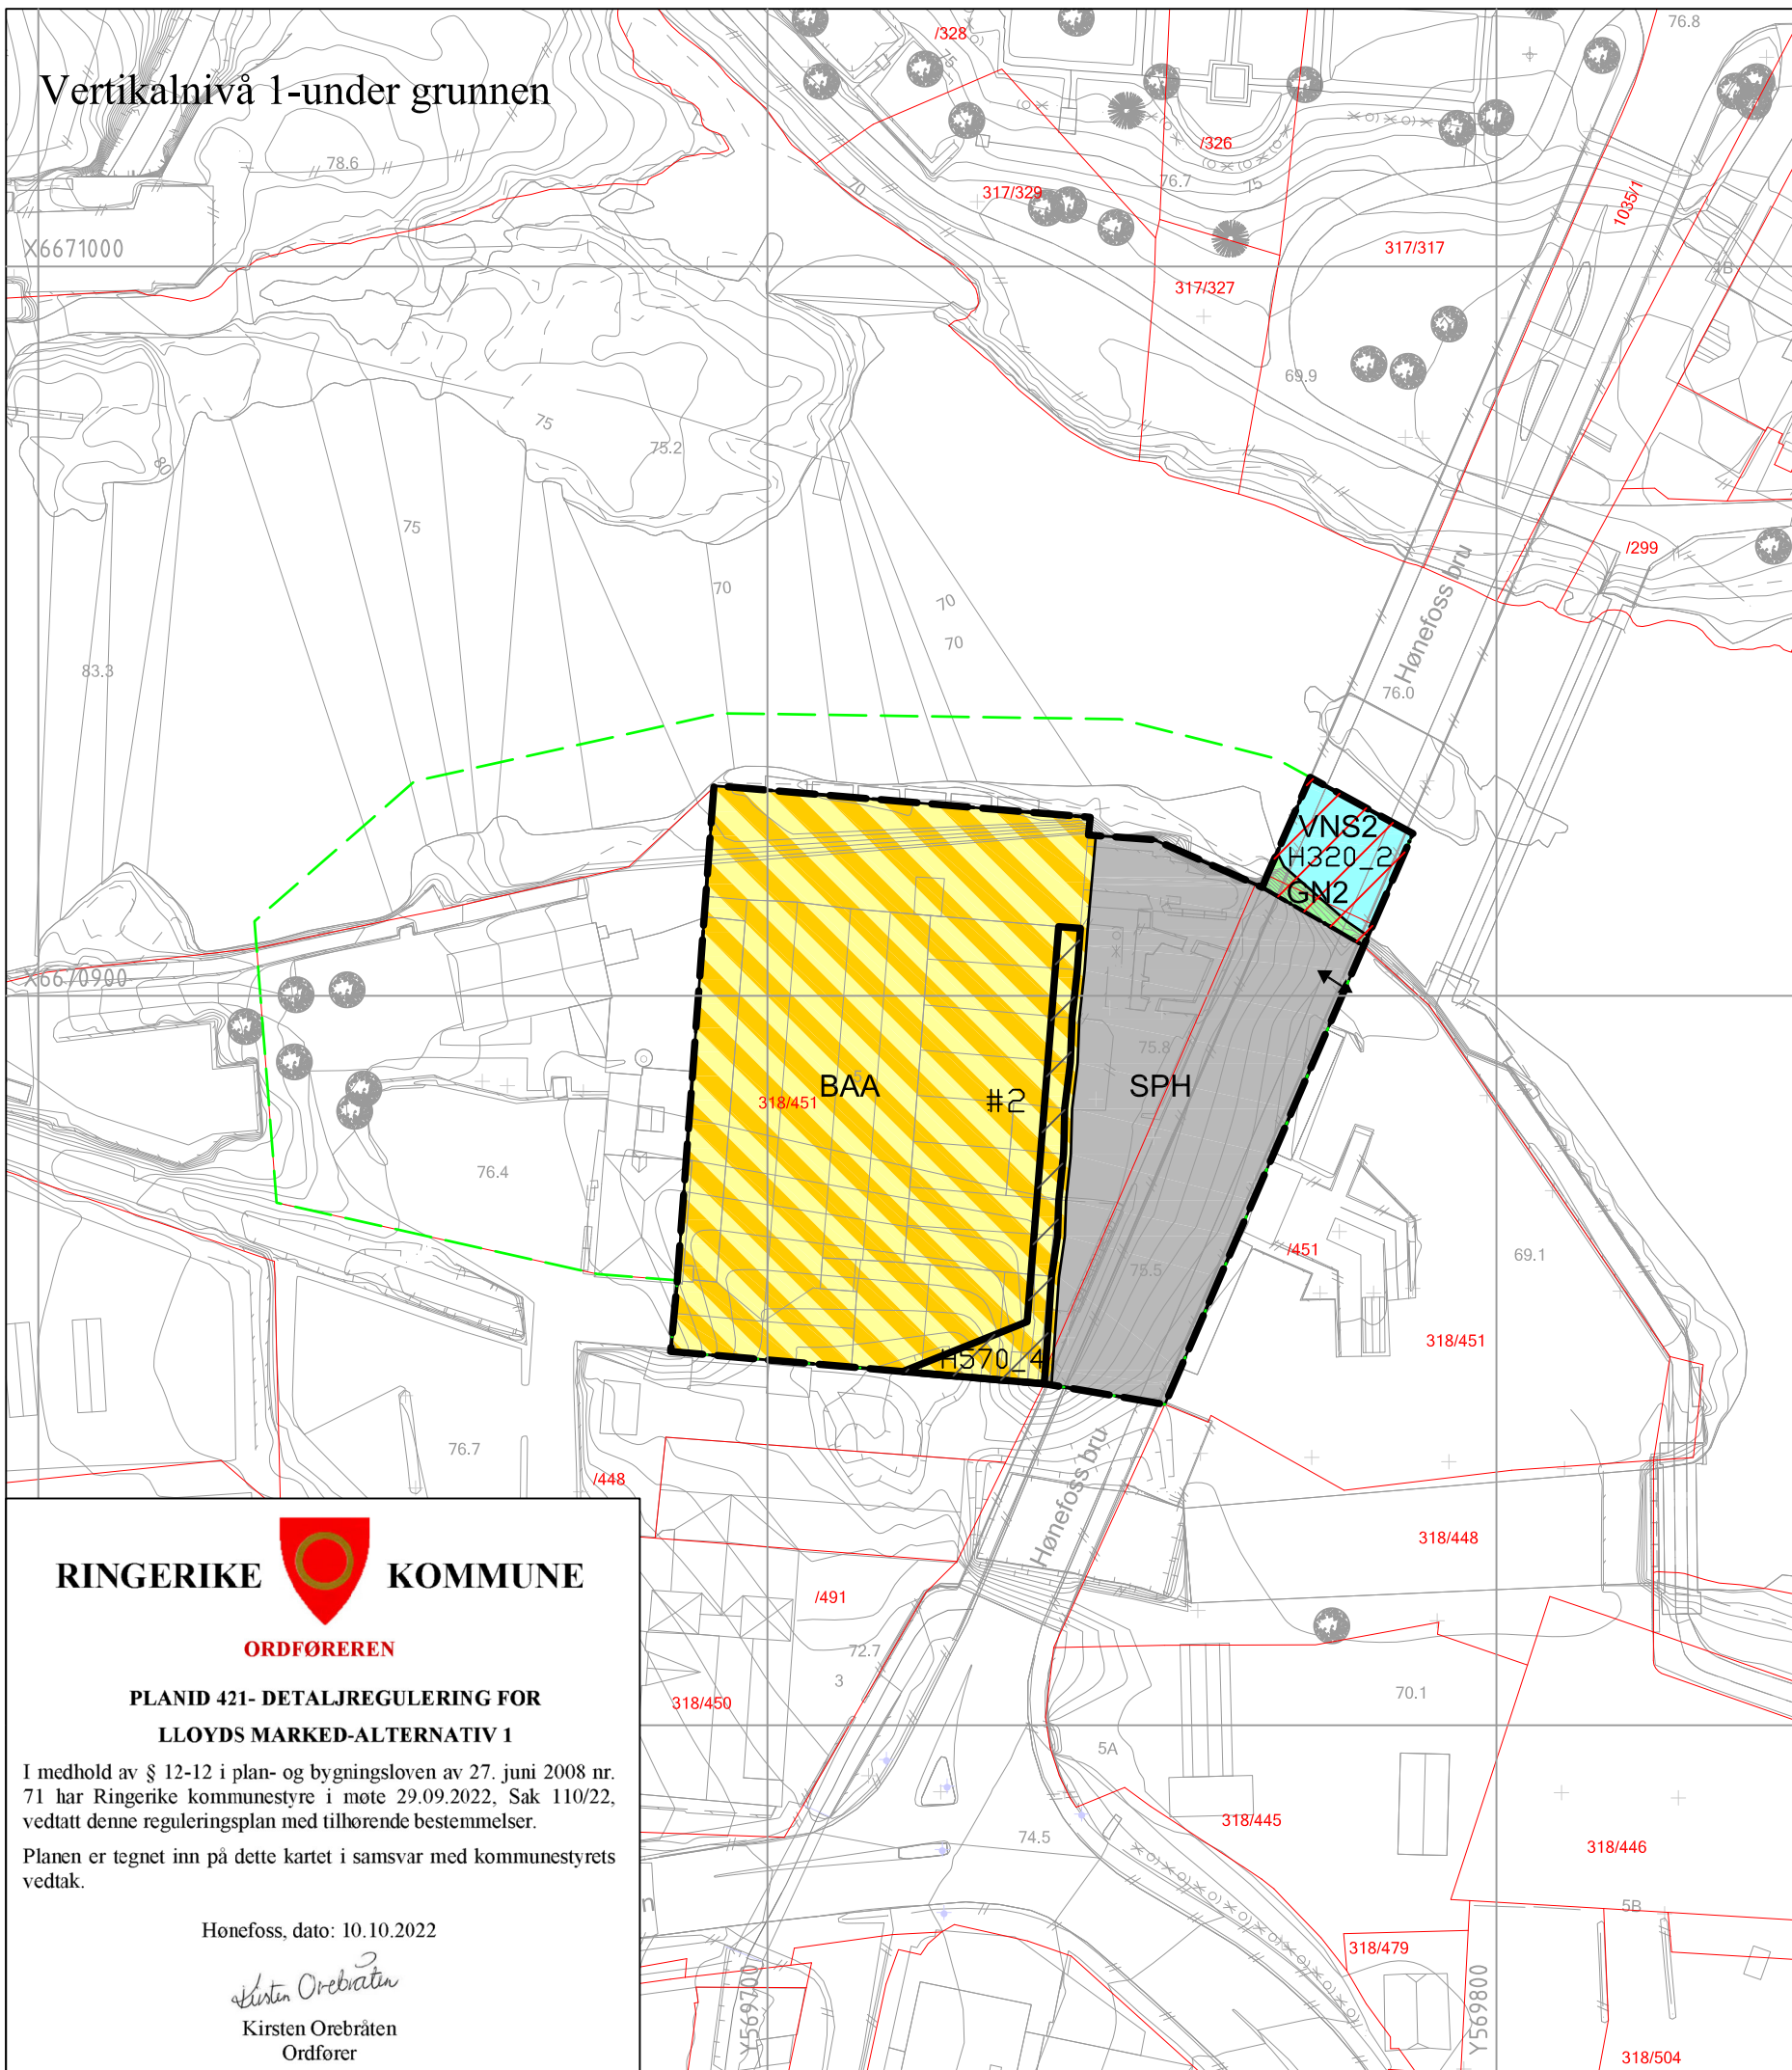 Vertikalnivå 1-under grunnen
76.8
/328
75
78.6
/326
317/329
76.7
75
70
1035/1
X6671000
317/317
1B
317/327
69.9
75
75.2
80
75
/299
70
70
Hønefoss bru
70
83.3
76.0
VNS2
H320_2
GN2
X6670900
75.8
BAA
5
SPH
318/451
#2
76.4
/451
69.1
75.5
318/451
H570_4
76.7
Hønefoss bru
/448
318/448
RINGERIKE KOMMUNE
ORDFØREREN
PLANID 421- DETALJREGULERING FOR
LLOYDS MARKED-ALTERNATIV 1
I medhold av § 12-12 i plan- og bygningsloven av 27. juni 2008 nr.
71 har Ringerike kommunestyre i møte 29.09.2022, Sak 110/22,
vedtatt denne reguleringsplan med tilhørende bestemmelser.
Planen er tegnet inn på dette kartet i samsvar med kommunestyrets
vedtak.
Hønefoss, dato: 10.10.2022
Kirsten Orebråten
Kirsten Orebråten
Ordfører
/491
72.7
3
318/450
70.1
5A
318/445
74.5
318/446
5B
n
318/479
Y569700
Y569800
318/504